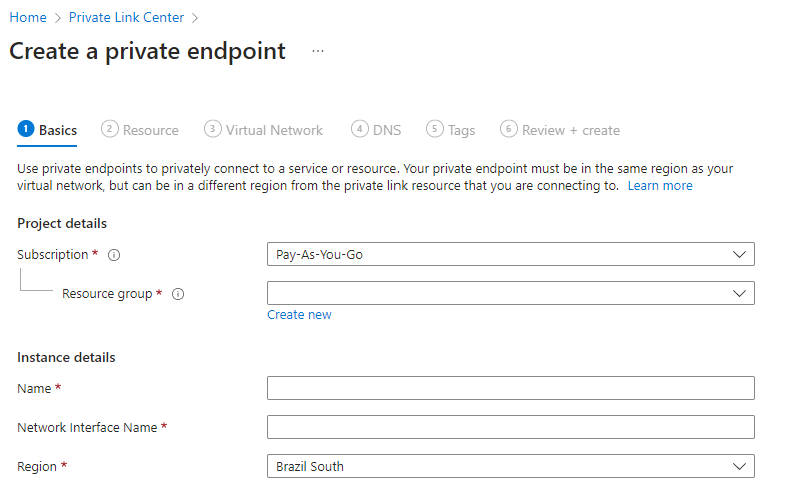 Home > Private Link Center >
Create a private endpoint ...
1 Basics 2 Resource 3 Virtual Network 4 DNS 5 Tags 6 Review + create
Use private endpoints to privately connect to a service or resource. Your private endpoint must be in the same region as your
virtual network, but can be in a different region from the private link resource that you are connecting to. Learn more
Project details
Subscription * Pay-As-You-Go
Resource group *
Create new
Instance details
Name *
Network Interface Name *
Region * Brazil South